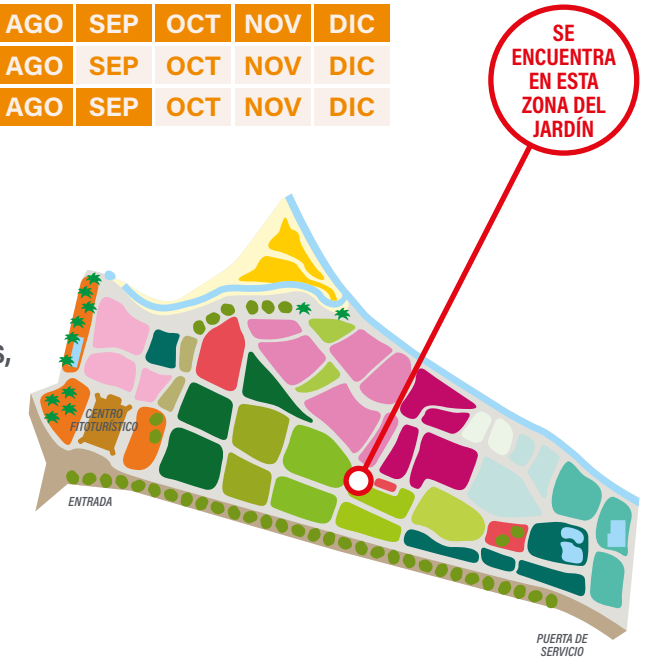 AGO SEP OCT NOV DIC
AGO SEP OCT NOV DIC
AGO SEP OCT NOV DIC
SE
ENCUENTRA
EN ESTA
ZONA DEL
JARDÍN
S,
CENTRO
FITOTURÍSTICO
ENTRADA
PUERTA DE
SERVICIO